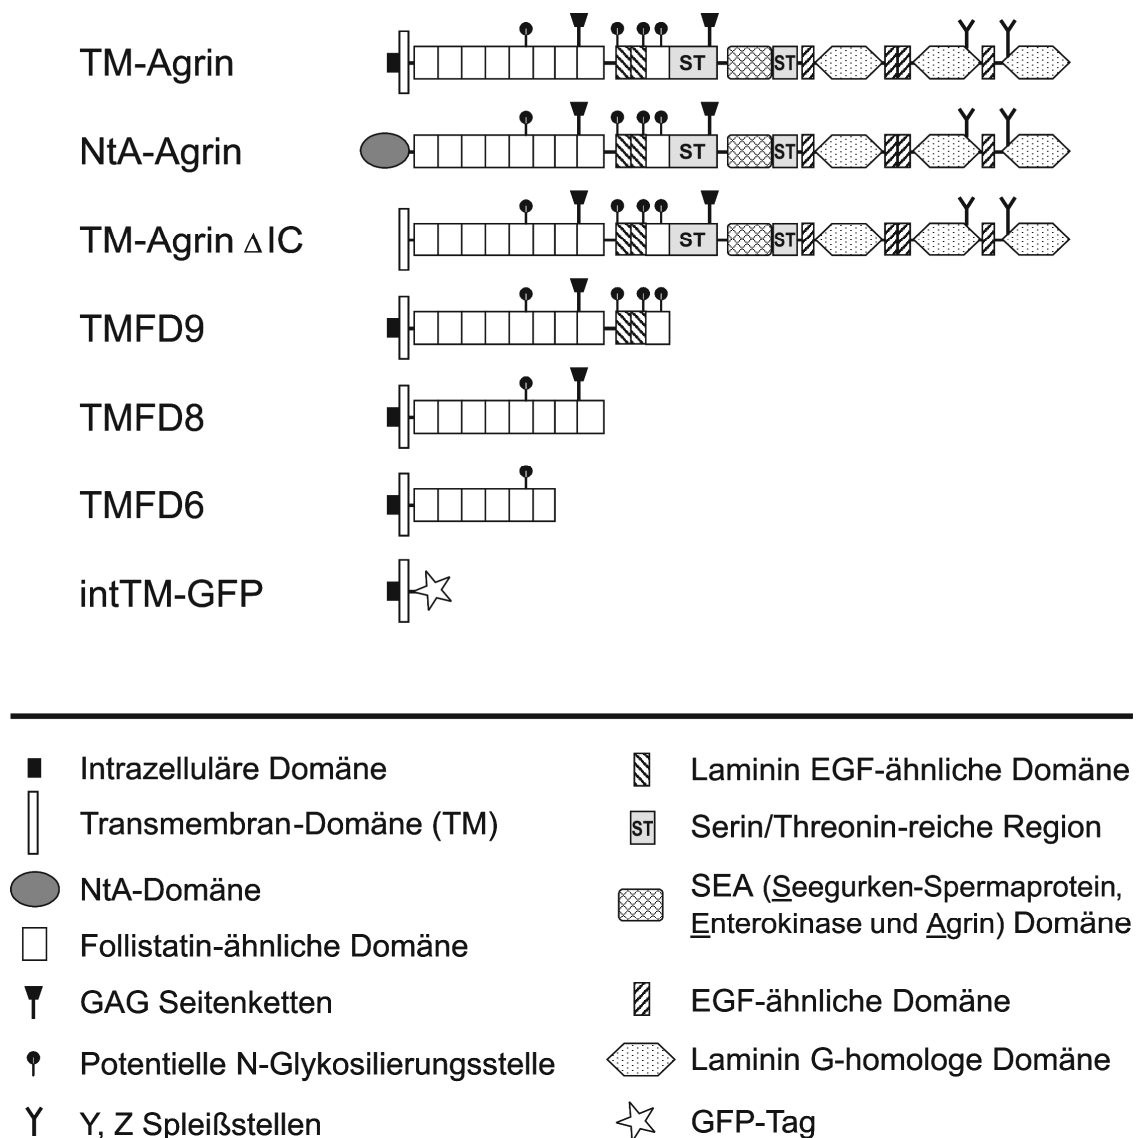 TM-Agrin
ST
ST
NtA-Agrin
ST
ST
TM-Agrin ΔIC
ST
ST
TMFD9
TMFD8
TMFD6
intTM-GFP
Intrazelluläre Domäne
Transmembran-Domäne (TM)
NtA-Domäne
Follistatin-ähnliche Domäne
GAG Seitenketten
Potentielle N-Glykosilierungsstelle
Y, Z Spleißstellen
Laminin EGF-ähnliche Domäne
ST
Serin/Threonin-reiche Region
SEA (Seegurken-Spermaprotein,
Enterokinase und Agrin) Domäne
EGF-ähnliche Domäne
Laminin G-homologe Domäne
GFP-Tag